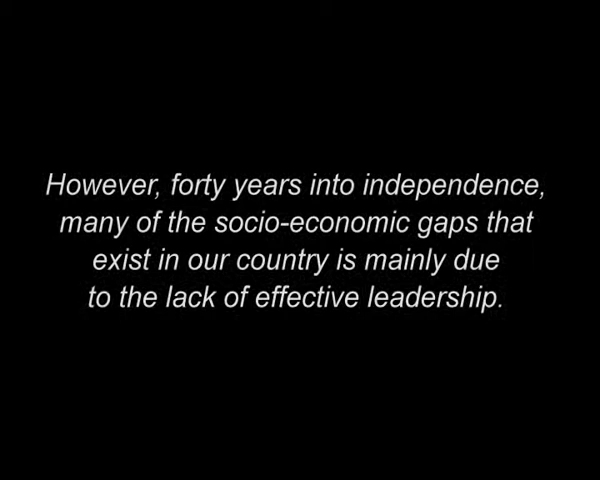 However, forty years into independence,
many of the socio-economic gaps that
exist in our country is mainly due
to the lack of effective leadership.